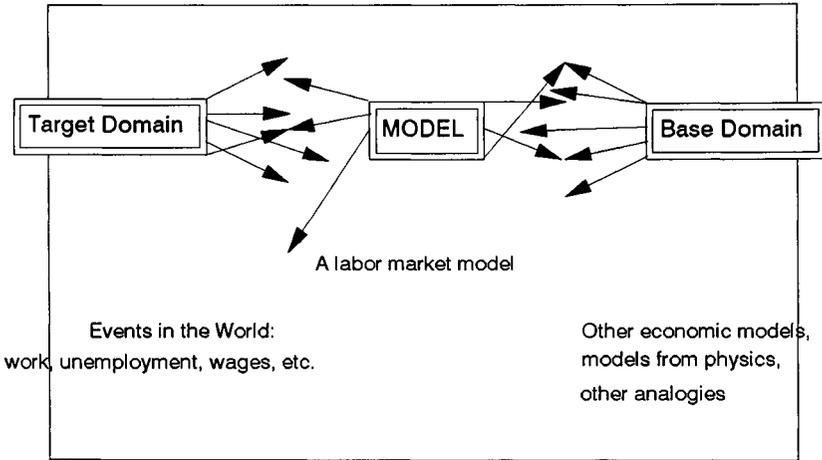 Target Domain
MODEL
Base Domain
A labor market model
Events in the World:
work, unemployment, wages, etc.
Other economic models,
models from physics,
other analogies